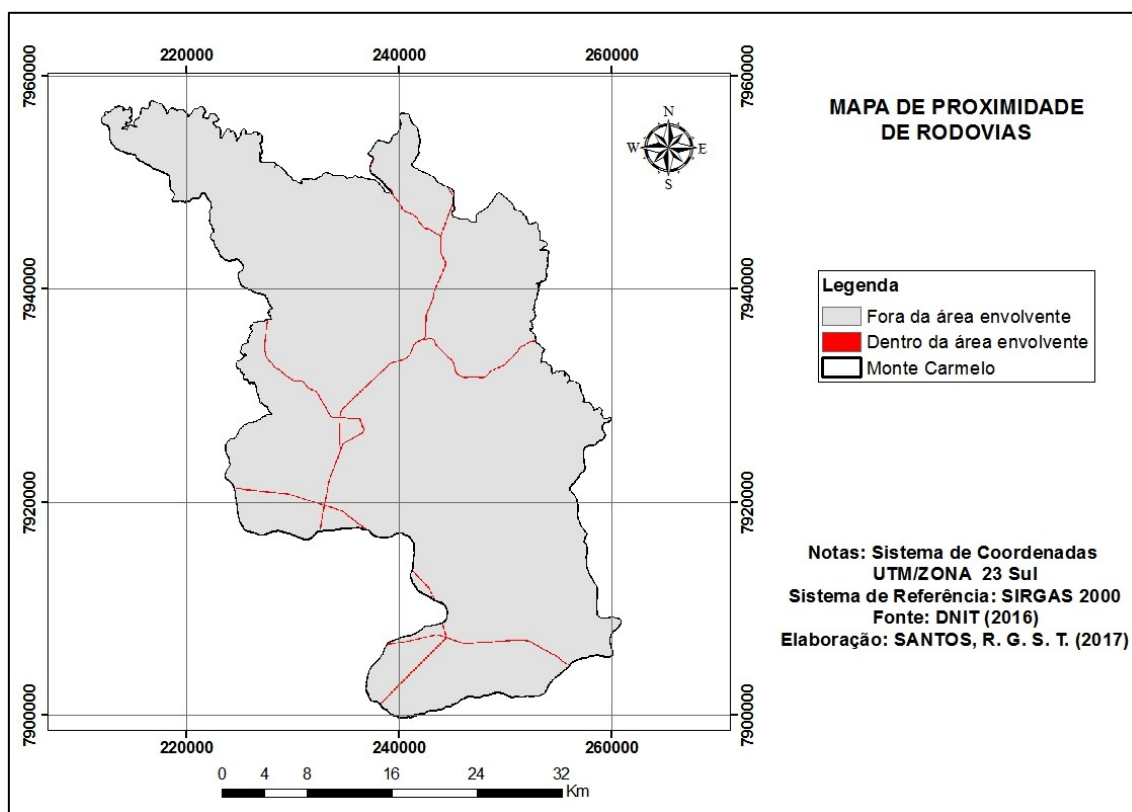 220000 240000 260000
7960000 7960000
MAPA DE PROXIMIDADE
DE RODOVIAS
N
W E
S
7940000 7940000
Legenda
Fora da área envolvente
Dentro da área envolvente
Monte Carmelo
7920000 7920000
Notas: Sistema de Coordenadas
UTM/ZONA 23 Sul
Sistema de Referência: SIRGAS 2000
Fonte: DNIT (2016)
Elaboração: SANTOS, R. G. S. T. (2017)
7900000 7900000
220000 240000 260000
0 4 8 16 24 32
Km